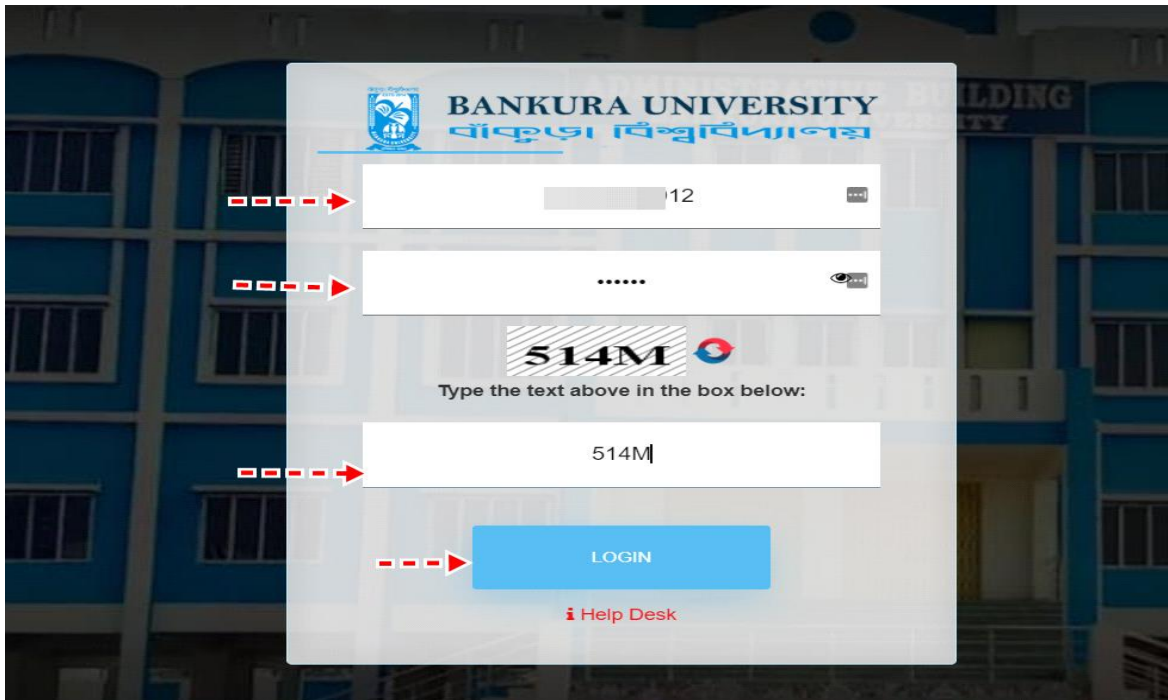 BANKURA UNIVERSITY
বাঁকুড়া বিশ্ববিদ্যালয়
12
••••••
514M
Type the text above in the box below:
514M
LOGIN
i Help Desk